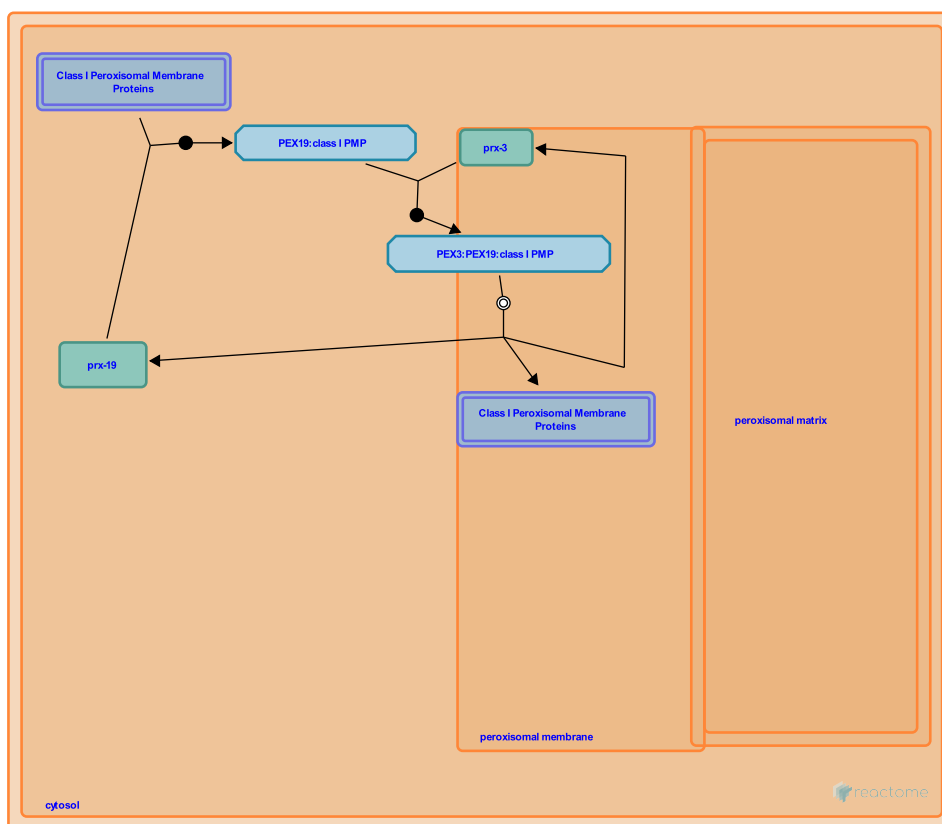 Class I Peroxisomal Membrane
Proteins
PEX19:class I PMP
prx-3
PEX3:PEX19:class I PMP
prx-19
Class I Peroxisomal Membrane
Proteins
peroxisomal matrix
peroxisomal membrane
reactome
cytosol